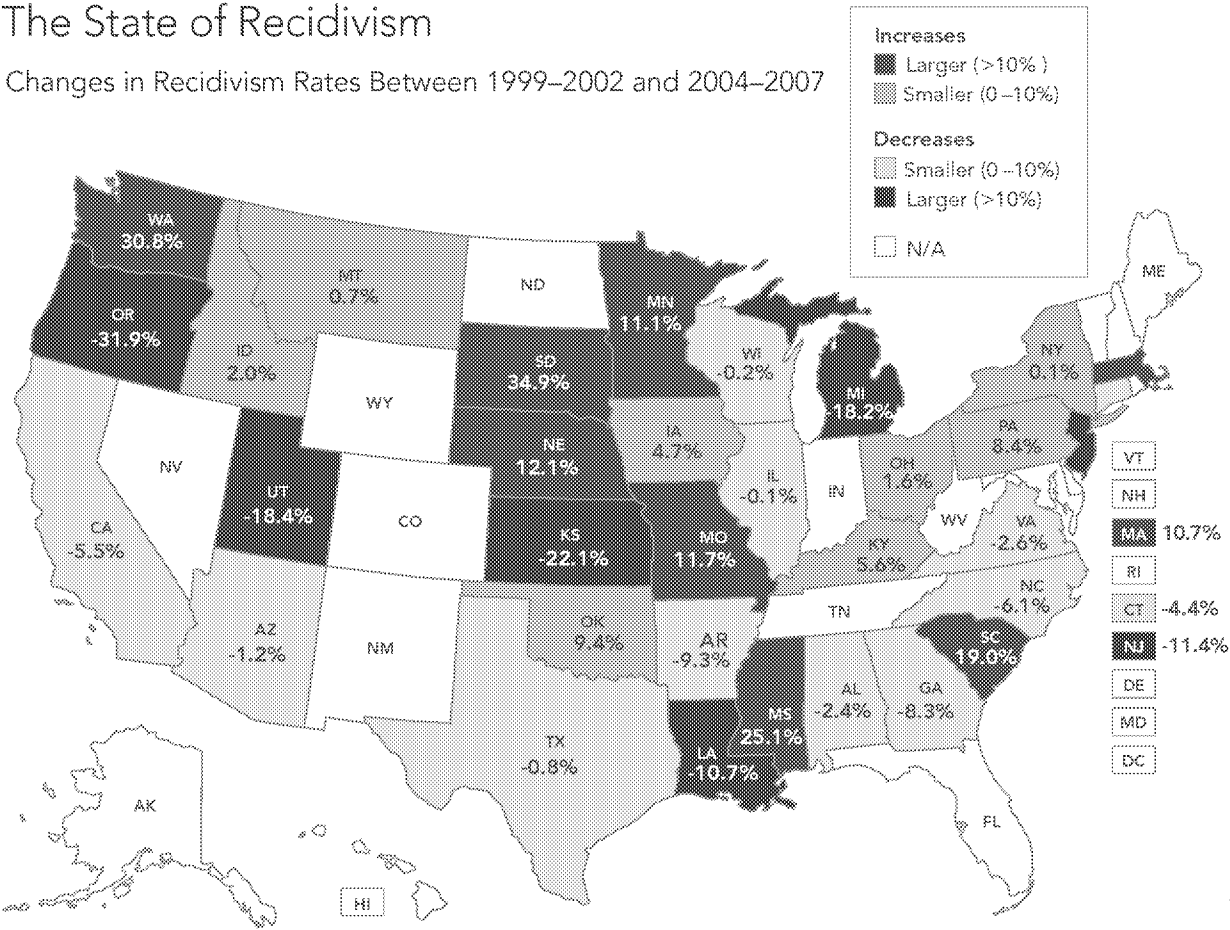 The State of Recidivism
Changes in Recidivism Rates Between 1999–2002 and 2004–2007
Increases
Larger (>10% )
Smaller (0–10%)
Decreases
Smaller (0–10%)
Larger (>10%)
N/A
WA
30.8%
OR
-31.9%
MT
0.7%
ID
2.0%
ND
MN
11.1%
SD
34.9%
WI
-0.2%
MI
-18.2%
NY
0.1%
ME
WY
NE
12.1%
IA
4.7%
PA
8.4%
NV
UT
-18.4%
CO
KS
-22.1%
MO
11.7%
IL
-0.1%
IN
OH
1.6%
WV
VA
-2.6%
KY
5.6%
CA
-5.5%
AZ
-1.2%
NM
OK
9.4%
AR
-9.3%
TN
NC
-6.1%
SC
19.0%
TX
-0.8%
LA
-10.7%
MS
25.1%
AL
-2.4%
GA
-8.3%
FL
VT
NH
MA 10.7%
RI
CT -4.4%
NJ -11.4%
DE
MD
DC
AK
HI